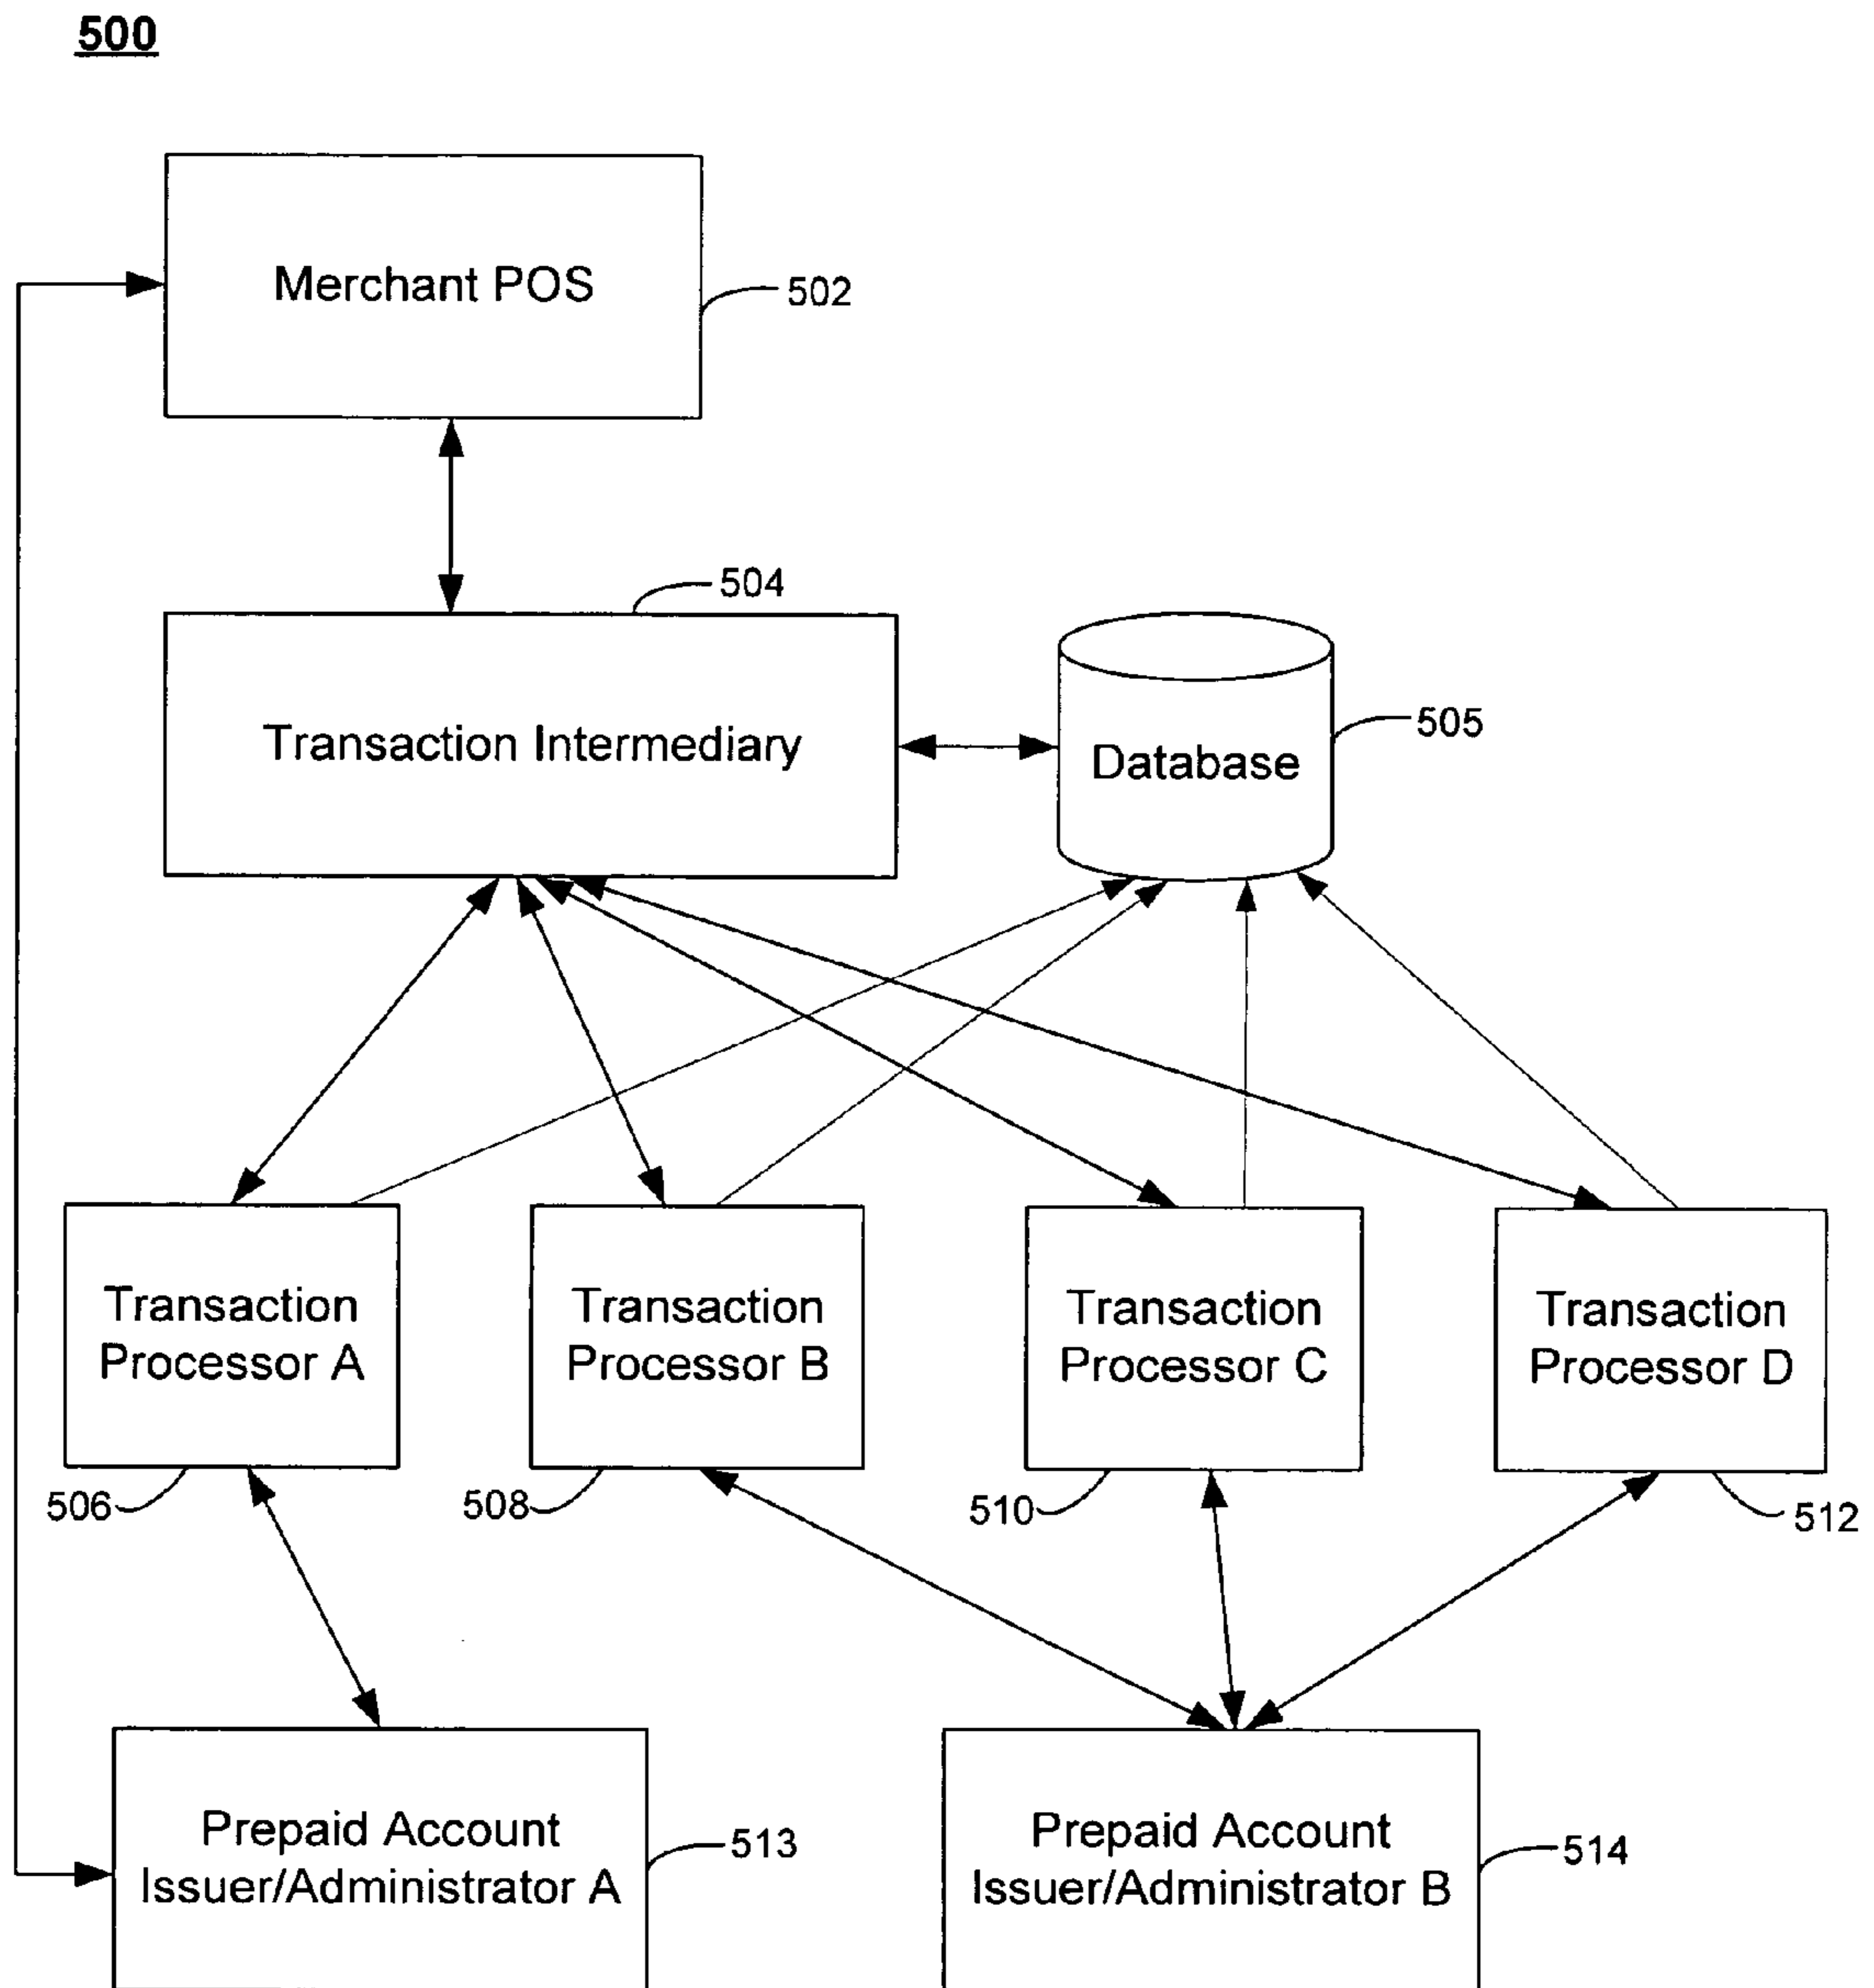 500
Merchant POS
502
504
Transaction Intermediary
Database
505
Transaction
Processor A
Transaction
Processor B
Transaction
Processor C
Transaction
Processor D
506
508
510
512
Prepaid Account
Issuer/Administrator A
513
Prepaid Account
Issuer/Administrator B
514